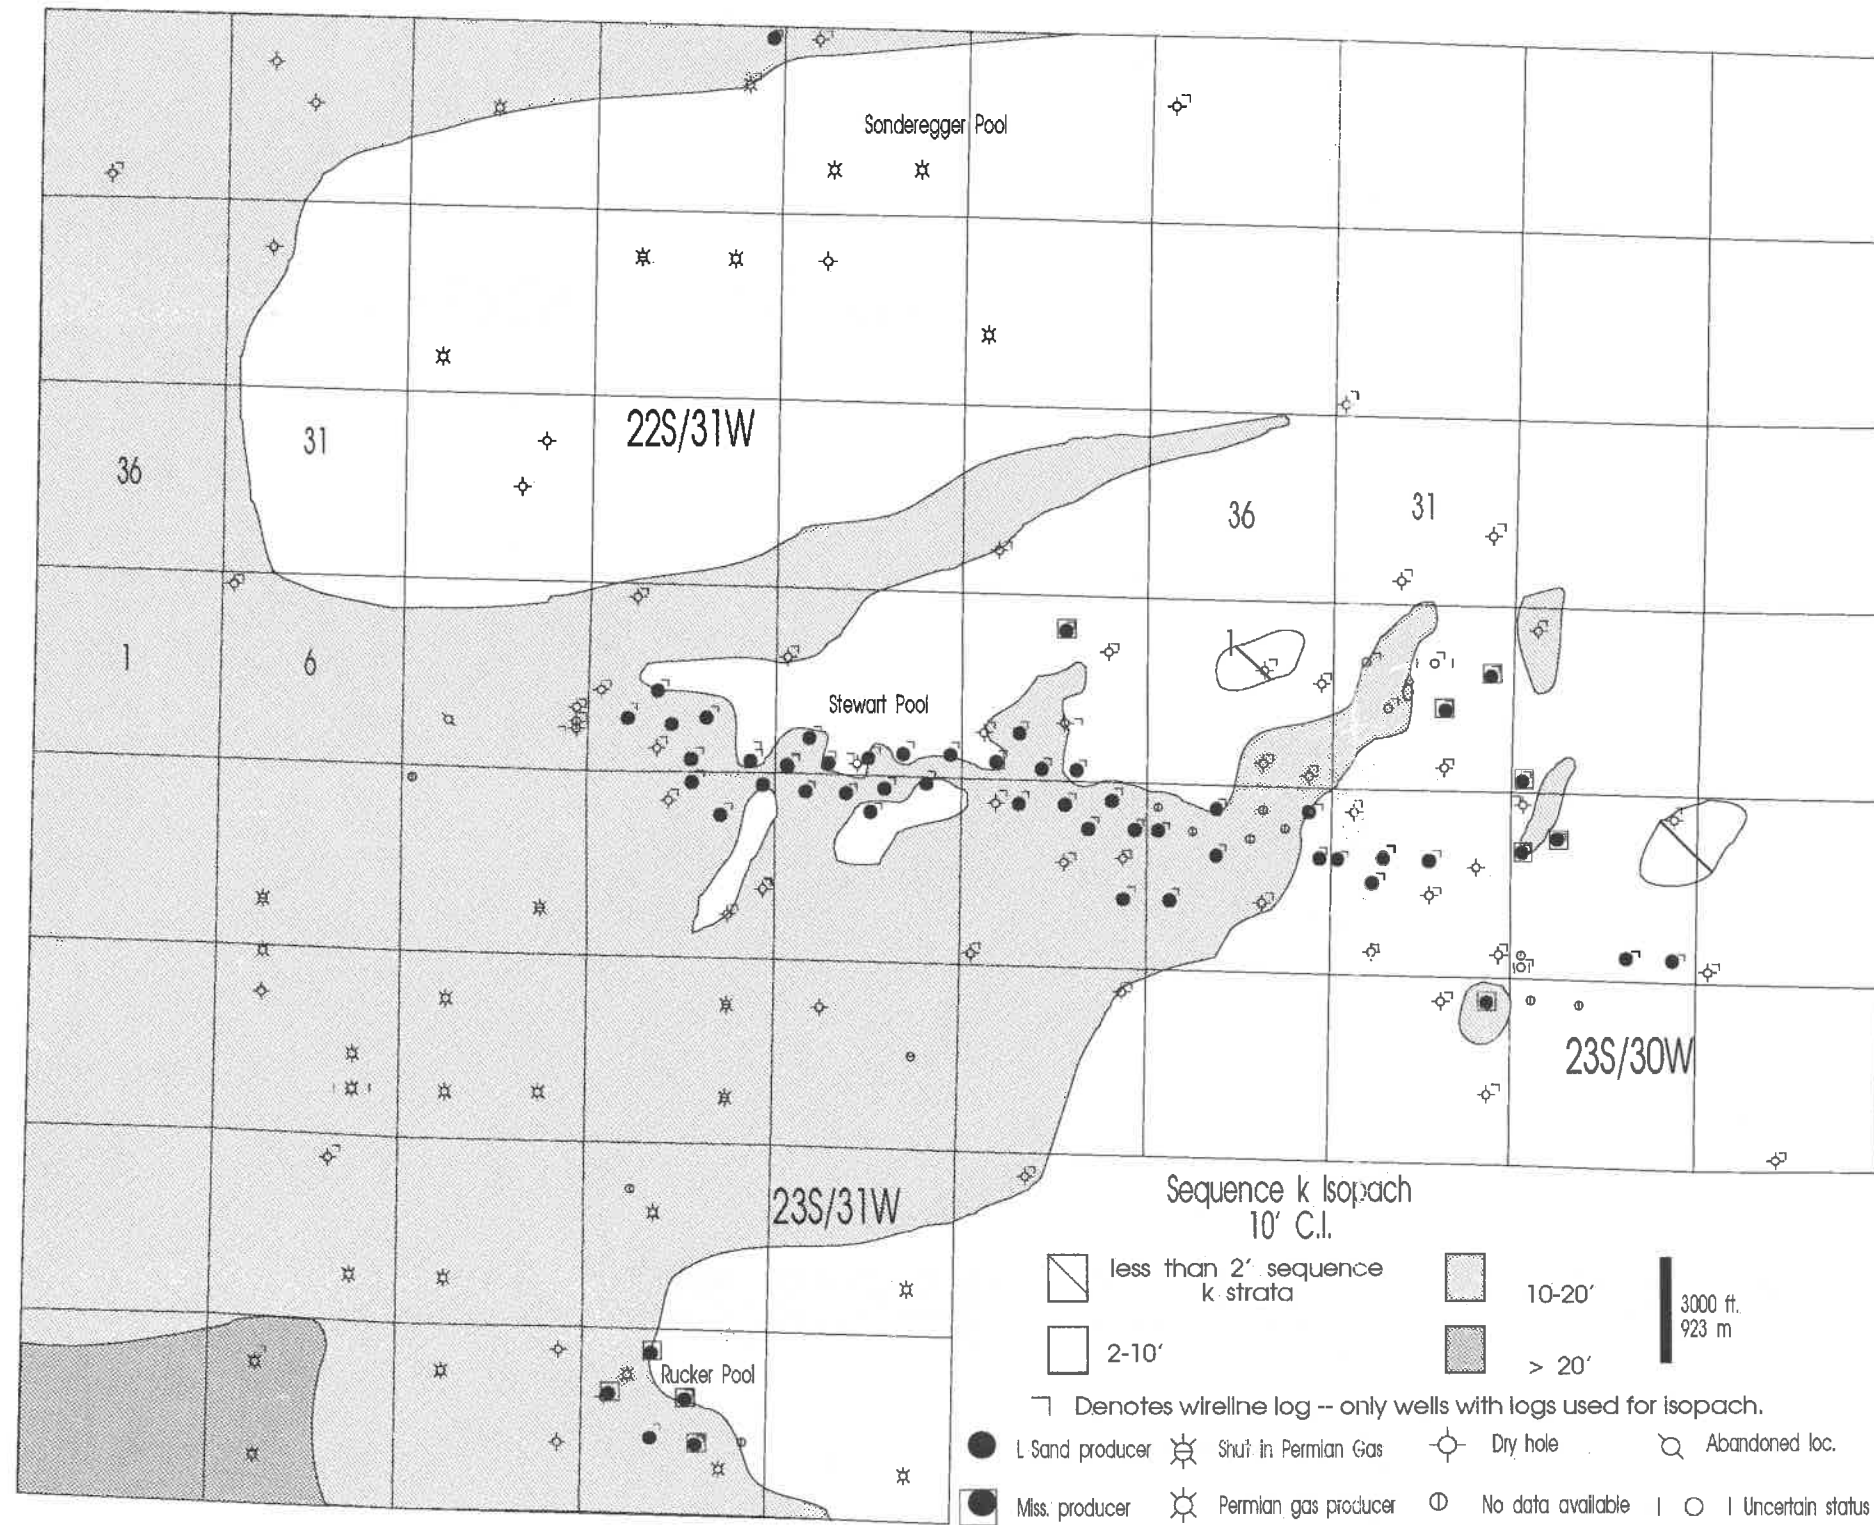 Sonderegger Pool
22S/31W
31
36
36
31
1
6
1
Stewart Pool
23S/30W
23S/31W
Rucker Pool
Sequence k Isopach
10' C.I.
less than 2' sequence
k strata
10-20'
3000 ft.
923 m
2-10'
> 20'
Denotes wireline log -- only wells with logs used for isopach.
L Sand producer
Shut in Permian Gas
Dry hole
Abandoned loc.
Miss. producer
Permian gas producer
No data available
Uncertain status